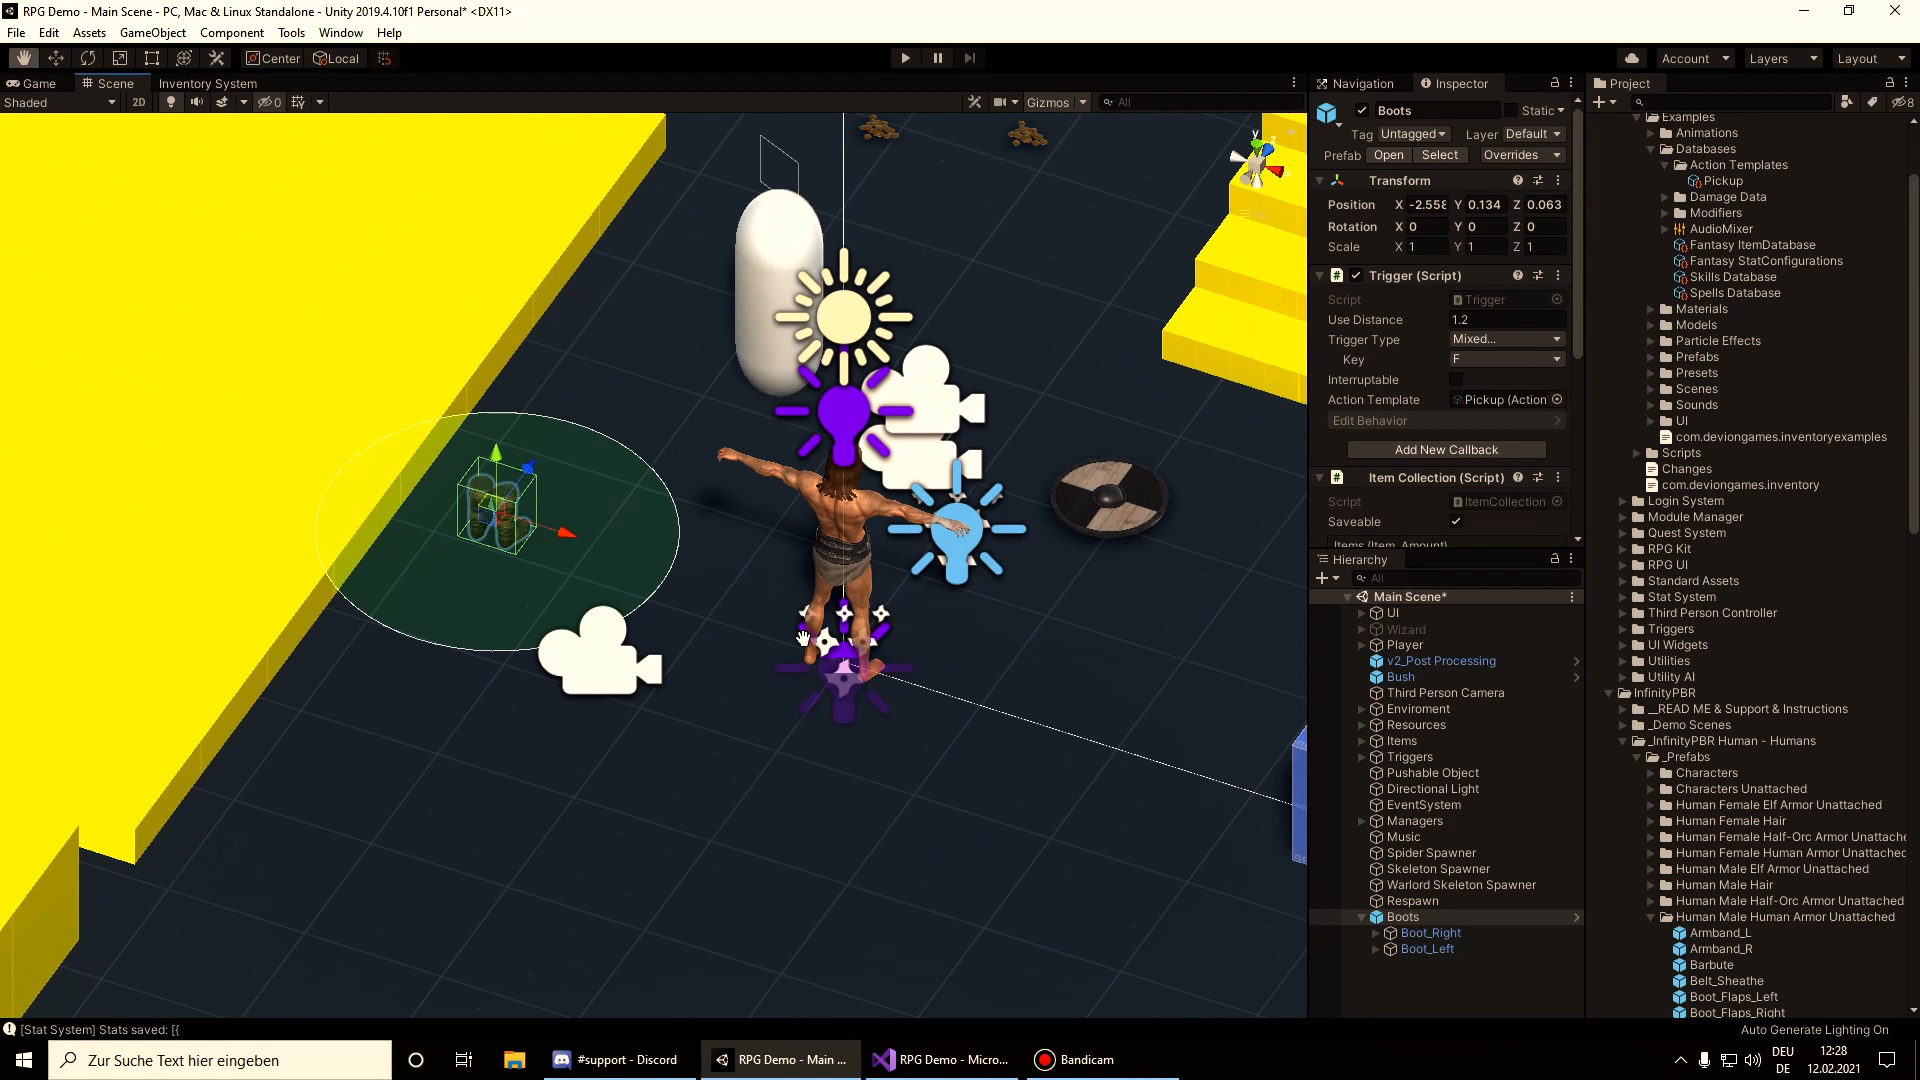 RPG Demo - Main Scene - PC, Mac & Linux Standalone - Unity 2019.4.10f1 Personal* <DX11>
File Edit Assets GameObject Component Tools Window Help
Center Local
Account Layers Layout
Game Scene Inventory System
Shaded 2D 0 Gizmos All
Navigation Inspector
Boots Static
Tag Untagged Layer Default
Prefab Open Select Overrides
Transform
Position X -2.558 Y 0.134 Z 0.063
Rotation X 0 Y 0 Z 0
Scale X 1 Y 1 Z 1
Trigger (Script)
Script Trigger
Use Distance 1.2
Trigger Type Mixed...
Key F
Interruptable
Action Template Pickup (Action
Edit Behavior
Add New Callback
Item Collection (Script)
Script ItemCollection
Saveable
Items (Item, Amount)
Hierarchy
All
Main Scene*
UI
Wizard
Player
v2_Post Processing
Bush
Third Person Camera
Enviroment
Resources
Items
Triggers
Pushable Object
Directional Light
EventSystem
Managers
Music
Spider Spawner
Skeleton Spawner
Warlord Skeleton Spawner
Respawn
Boots
Boot_Right
Boot_Left
Project
8
Examples
Animations
Databases
Action Templates
Pickup
Damage Data
Modifiers
AudioMixer
Fantasy ItemDatabase
Fantasy StatConfigurations
Skills Database
Spells Database
Materials
Models
Particle Effects
Prefabs
Presets
Scenes
Sounds
UI
com.deviongames.inventoryexamples
Scripts
Changes
com.deviongames.inventory
Login System
Module Manager
Quest System
RPG Kit
RPG UI
Standard Assets
Stat System
Third Person Controller
Triggers
UI Widgets
Utilities
Utility AI
InfinityPBR
__READ ME & Support & Instructions
_Demo Scenes
_InfinityPBR Human - Humans
_Prefabs
Characters
Characters Unattached
Human Female Elf Armor Unattached
Human Female Hair
Human Female Half-Orc Armor Unattache
Human Female Human Armor Unattached
Human Male Elf Armor Unattached
Human Male Hair
Human Male Half-Orc Armor Unattached
Human Male Human Armor Unattached
Armband_L
Armband_R
Barbute
Belt_Sheathe
Boot_Flaps_Left
Boot_Flaps_Right
[Stat System] Stats saved: [{
Auto Generate Lighting On
Zur Suche Text hier eingeben
#support - Discord
RPG Demo - Main ...
RPG Demo - Micro...
Bandicam
DEU
DE
12:28
12.02.2021